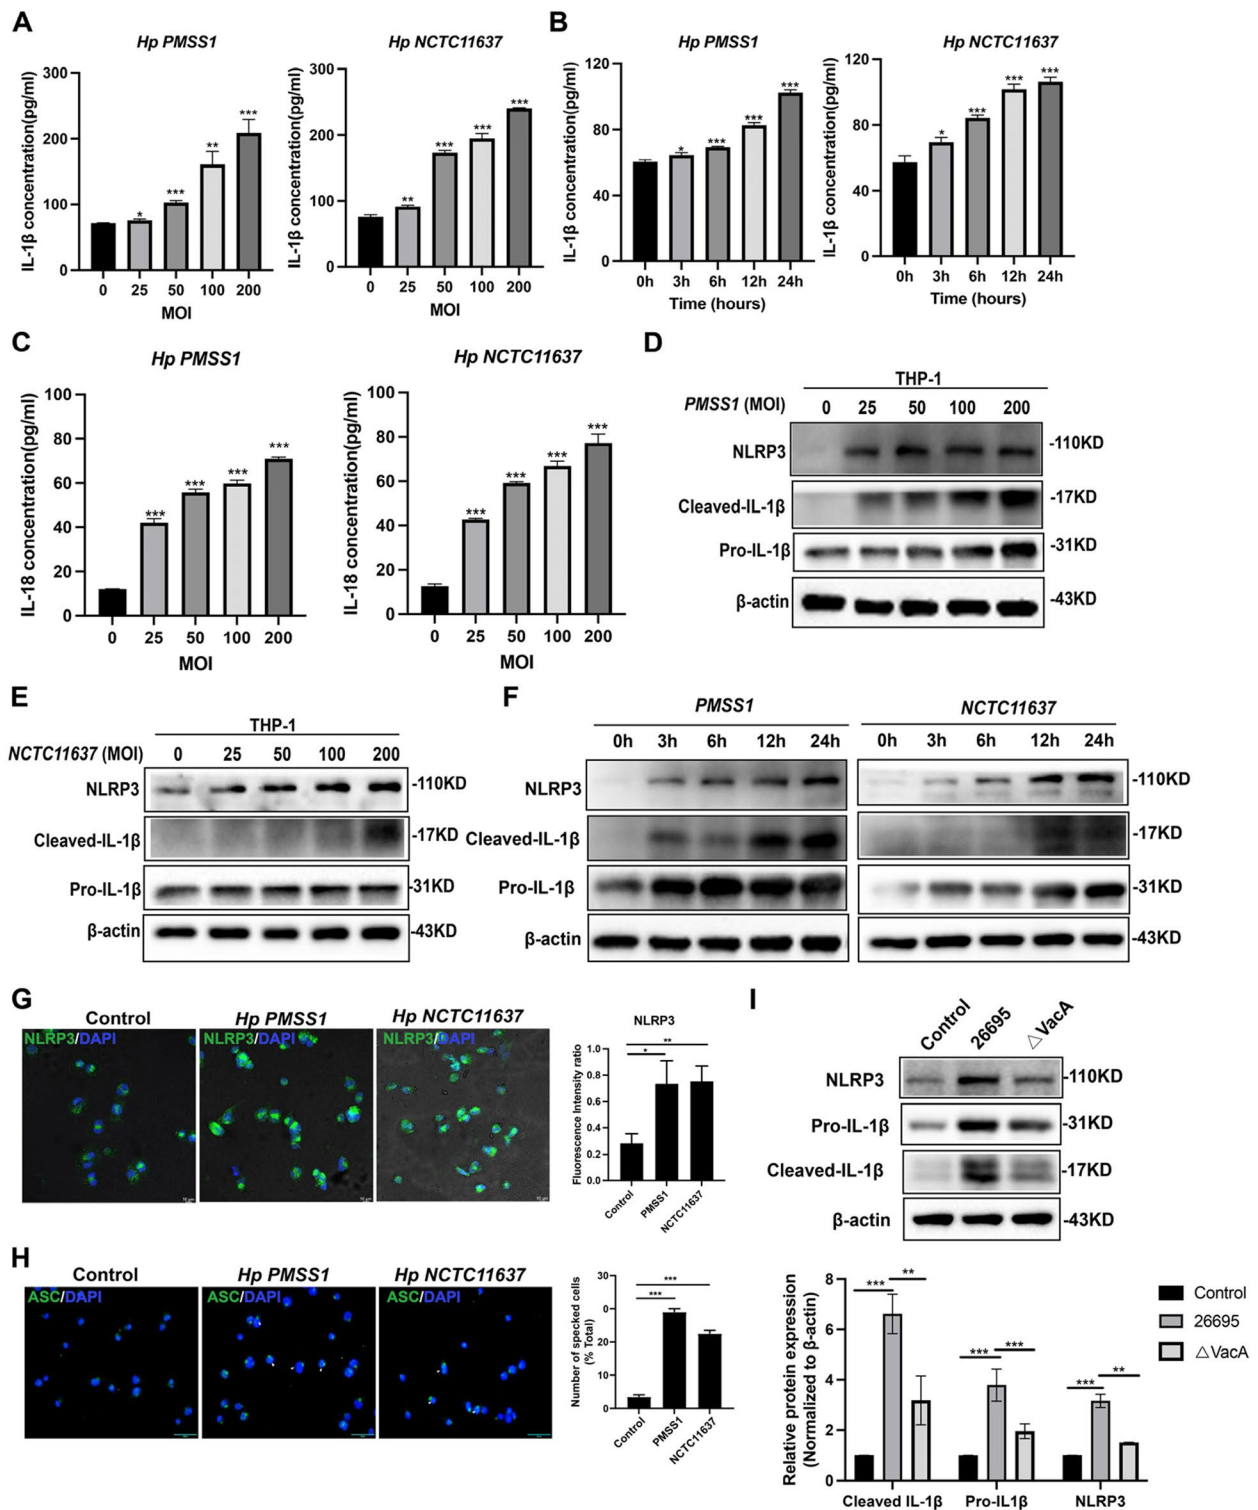 A
Hp PMSS1
IL-1β concentration(pg/ml)
300
200
100
0
* *** ** ***
0 25 50 100 200
MOI
Hp NCTC11637
IL-1β concentration(pg/ml)
300
200
100
0
** *** *** ***
0 25 50 100 200
MOI
B
Hp PMSS1
IL-1β concentration(pg/ml)
120
80
40
0
* *** *** ***
0h 3h 6h 12h 24h
Time (hours)
Hp NCTC11637
IL-1β concentration(pg/ml)
120
80
40
0
* *** *** ***
0h 3h 6h 12h 24h
Time (hours)
C
Hp PMSS1
IL-18 concentration(pg/ml)
100
80
60
40
20
0
*** *** *** ***
0 25 50 100 200
MOI
Hp NCTC11637
IL-18 concentration(pg/ml)
100
80
60
40
20
0
*** *** *** ***
0 25 50 100 200
MOI
D
THP-1
PMSS1 (MOI) 0 25 50 100 200
NLRP3 -110KD
Cleaved-IL-1β -17KD
Pro-IL-1β -31KD
β-actin -43KD
E
THP-1
NCTC11637 (MOI) 0 25 50 100 200
NLRP3 -110KD
Cleaved-IL-1β -17KD
Pro-IL-1β -31KD
β-actin -43KD
F
PMSS1 NCTC11637
0h 3h 6h 12h 24h 0h 3h 6h 12h 24h
NLRP3 -110KD
Cleaved-IL-1β -17KD
Pro-IL-1β -31KD
β-actin -43KD
G
Control Hp PMSS1 Hp NCTC11637
NLRP3/DAPI NLRP3/DAPI NLRP3/DAPI
NLRP3
Fluorescence Intensity ratio
1.0
0.8
0.6
0.4
0.2
0.0
* **
Control PMSS1 NCTC11637
H
Control Hp PMSS1 Hp NCTC11637
ASC/DAPI ASC/DAPI ASC/DAPI
Number of specked cells
(% Total)
30
0
20
10
0
*** ***
Control PMSS1 NCTC11637
I
Control 26695 △VacA
NLRP3 -110KD
Pro-IL-1β -31KD
Cleaved-IL-1β -17KD
β-actin -43KD
Relative protein expression
(Normalized to β-actin)
8
6
4
2
0
*** ** *** *** *** **
Cleaved IL-1β Pro-IL1β NLRP3
Control
26695
△VacA